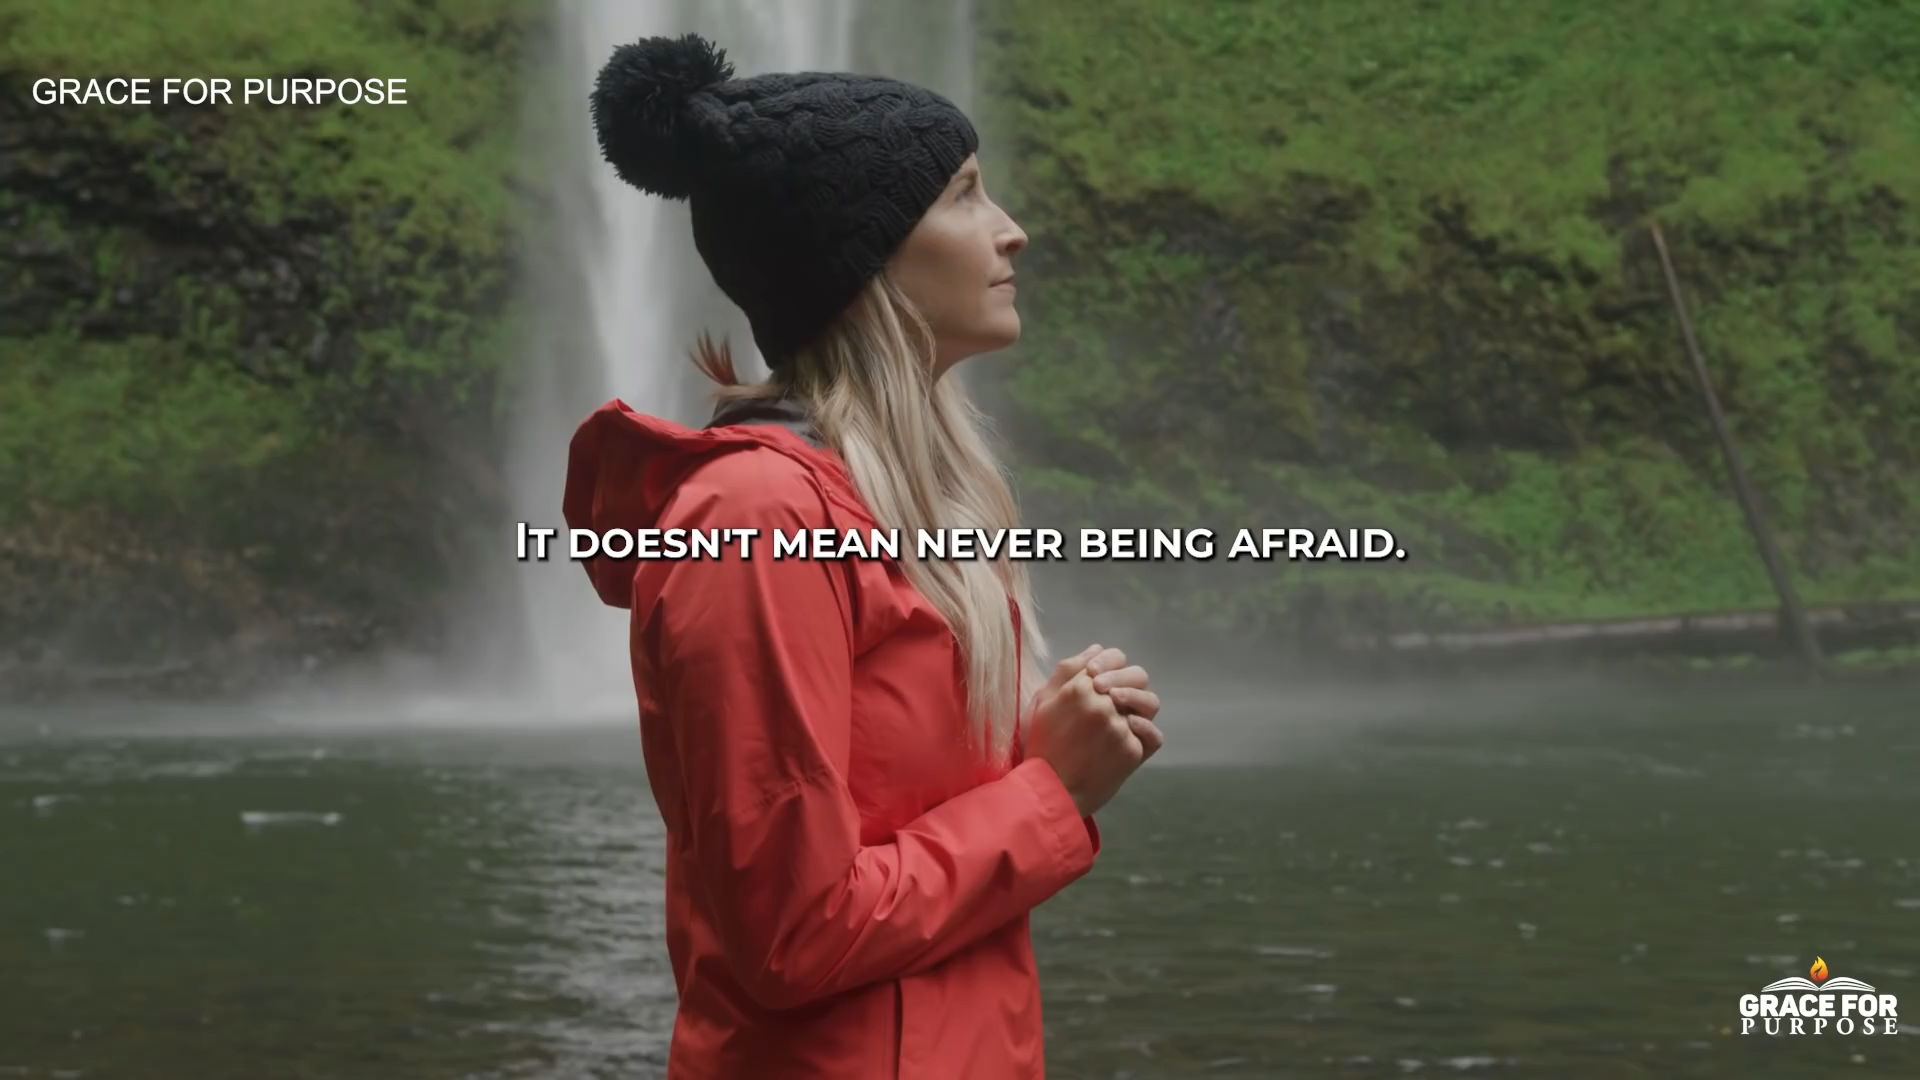 GRACE FOR PURPOSE
IT DOESN'T MEAN NEVER BEING AFRAID.
GRACE FOR
PURPOSE